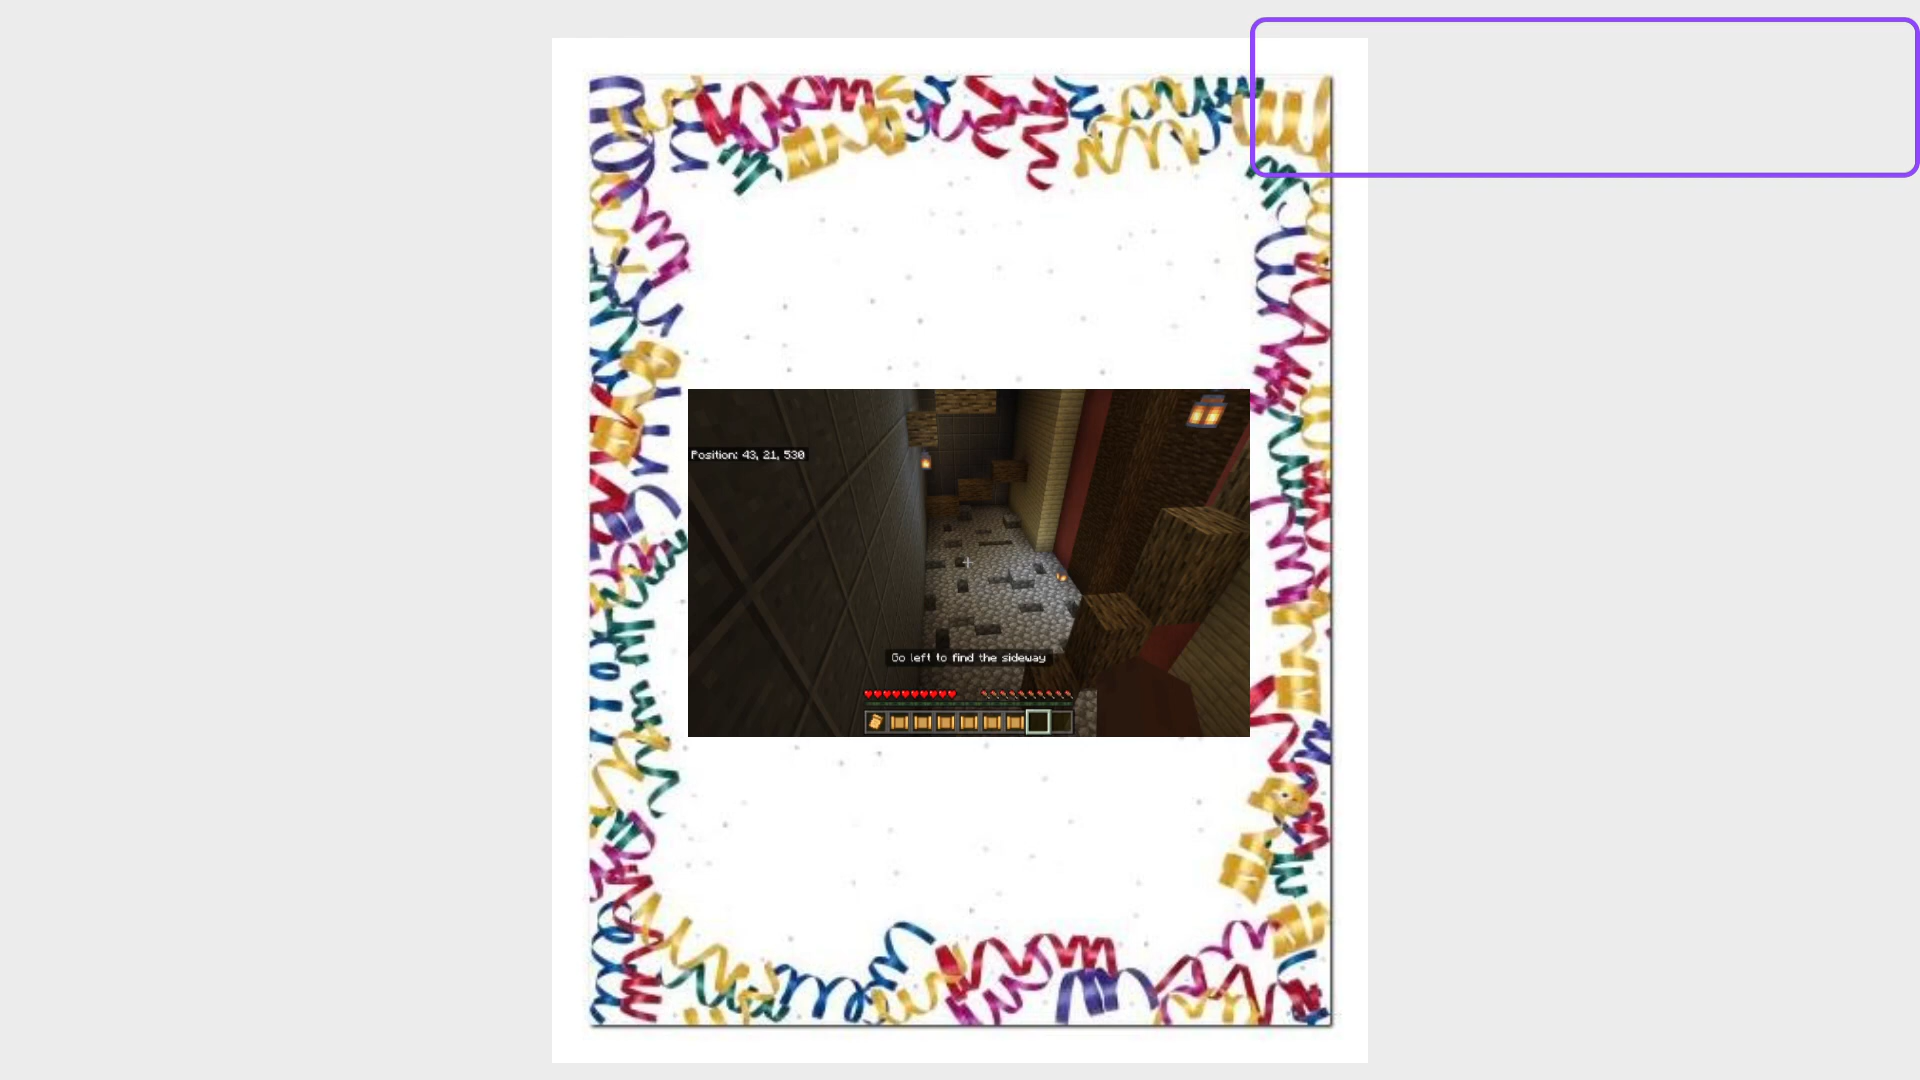 Position: 43, 21, 530
Go left to find the sideway